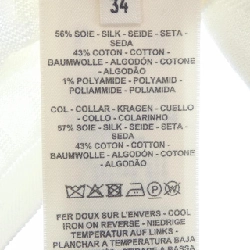 34
56% SOIE - SILK - SEIDE - SETA -
SEDA
43% COTON - COTTON -
BAUMWOLLE - ALGODÓN - COTONE
- ALGODÃO
1% POLYAMIDE - POLYAMID -
POLIAMMIDE - POLIAMIDA
COL - COLLAR - KRAGEN - CUELLO
- COLLO - COLARINHO
57% SOIE - SILK - SEIDE - SETA -
SEDA
43% COTON - COTTON -
BAUMWOLLE - ALGODÓN - COTONE
- ALGODÃO
P
FER DOUX SUR L'ENVERS - COOL
IRON ON REVERSE - NIEDRIGE
TEMPERATUR AUF LINKS -
PLANCHAR A TEMPERATURA BAJA